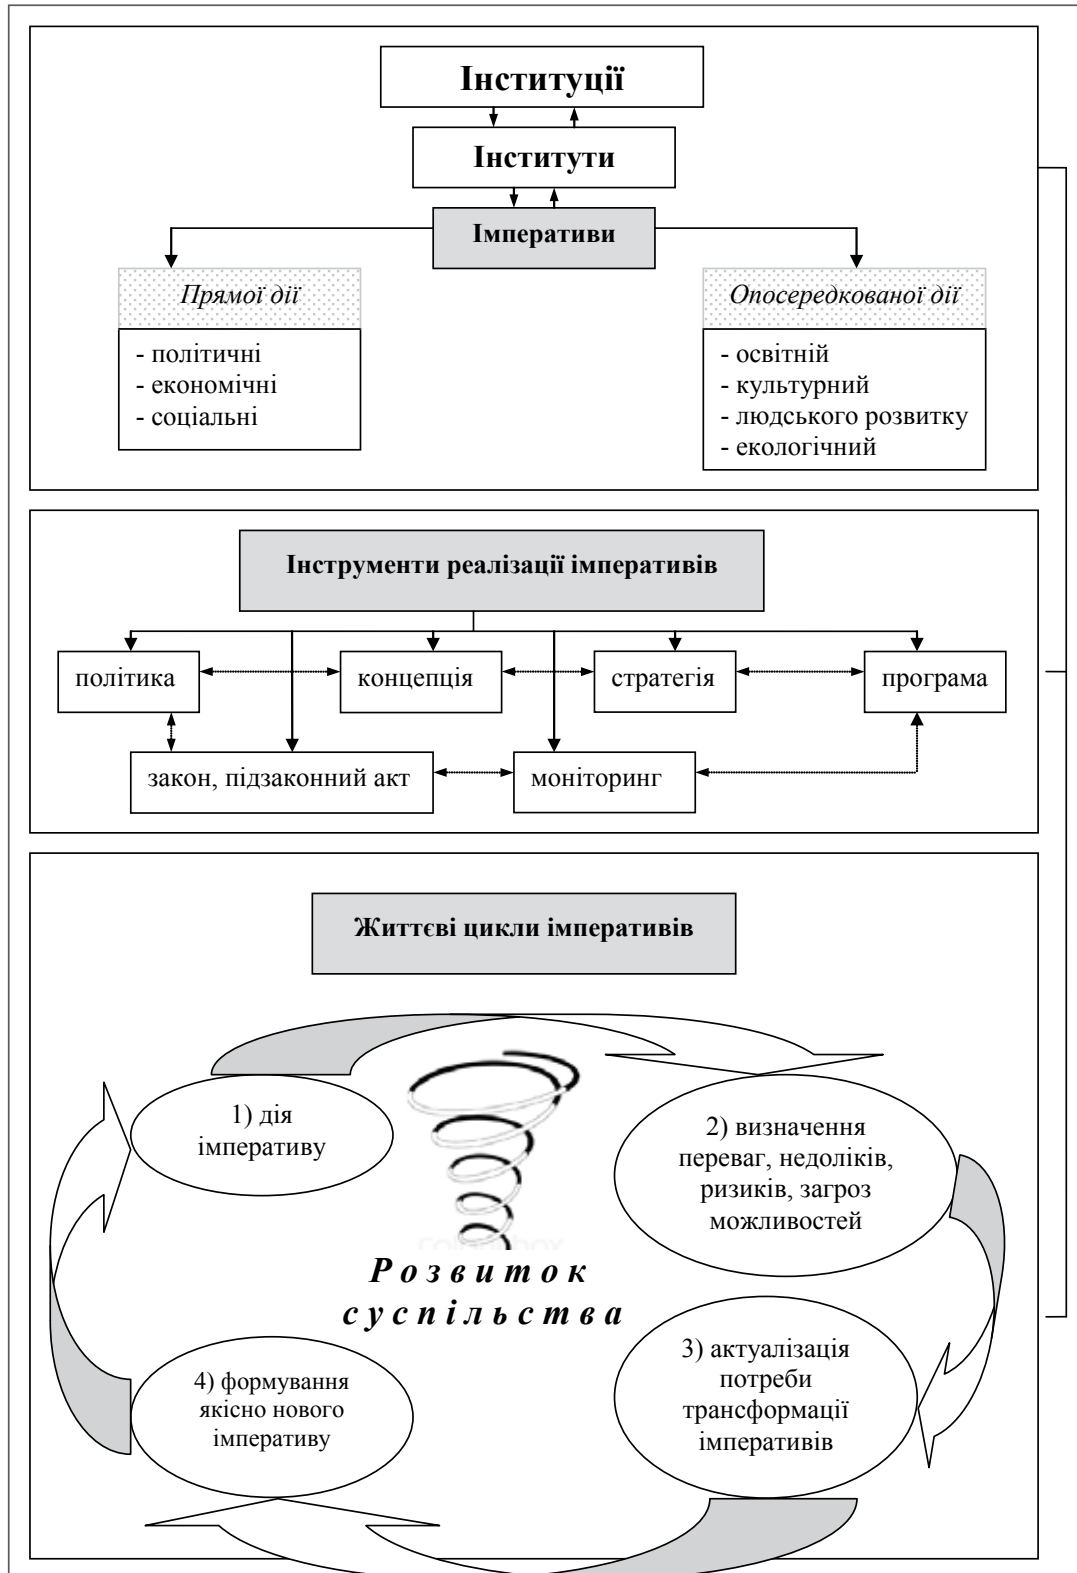 Інституції
Інститути
Імперативи
Прямої дії
- політичні
- економічні
- соціальні
Опосередкованої дії
- освітній
- культурний
- людського розвитку
- екологічний
Інструменти реалізації імперативів
політика
концепція
стратегія
програма
закон, підзаконний акт
моніторинг
Життєві цикли імперативів
1) дія
імперативу
2) визначення
переваг, недоліків,
ризиків, загроз
можливостей
Розвиток
суспільства
3) актуалізація
потреби
трансформації
імперативів
4) формування
якісно нового
імперативу